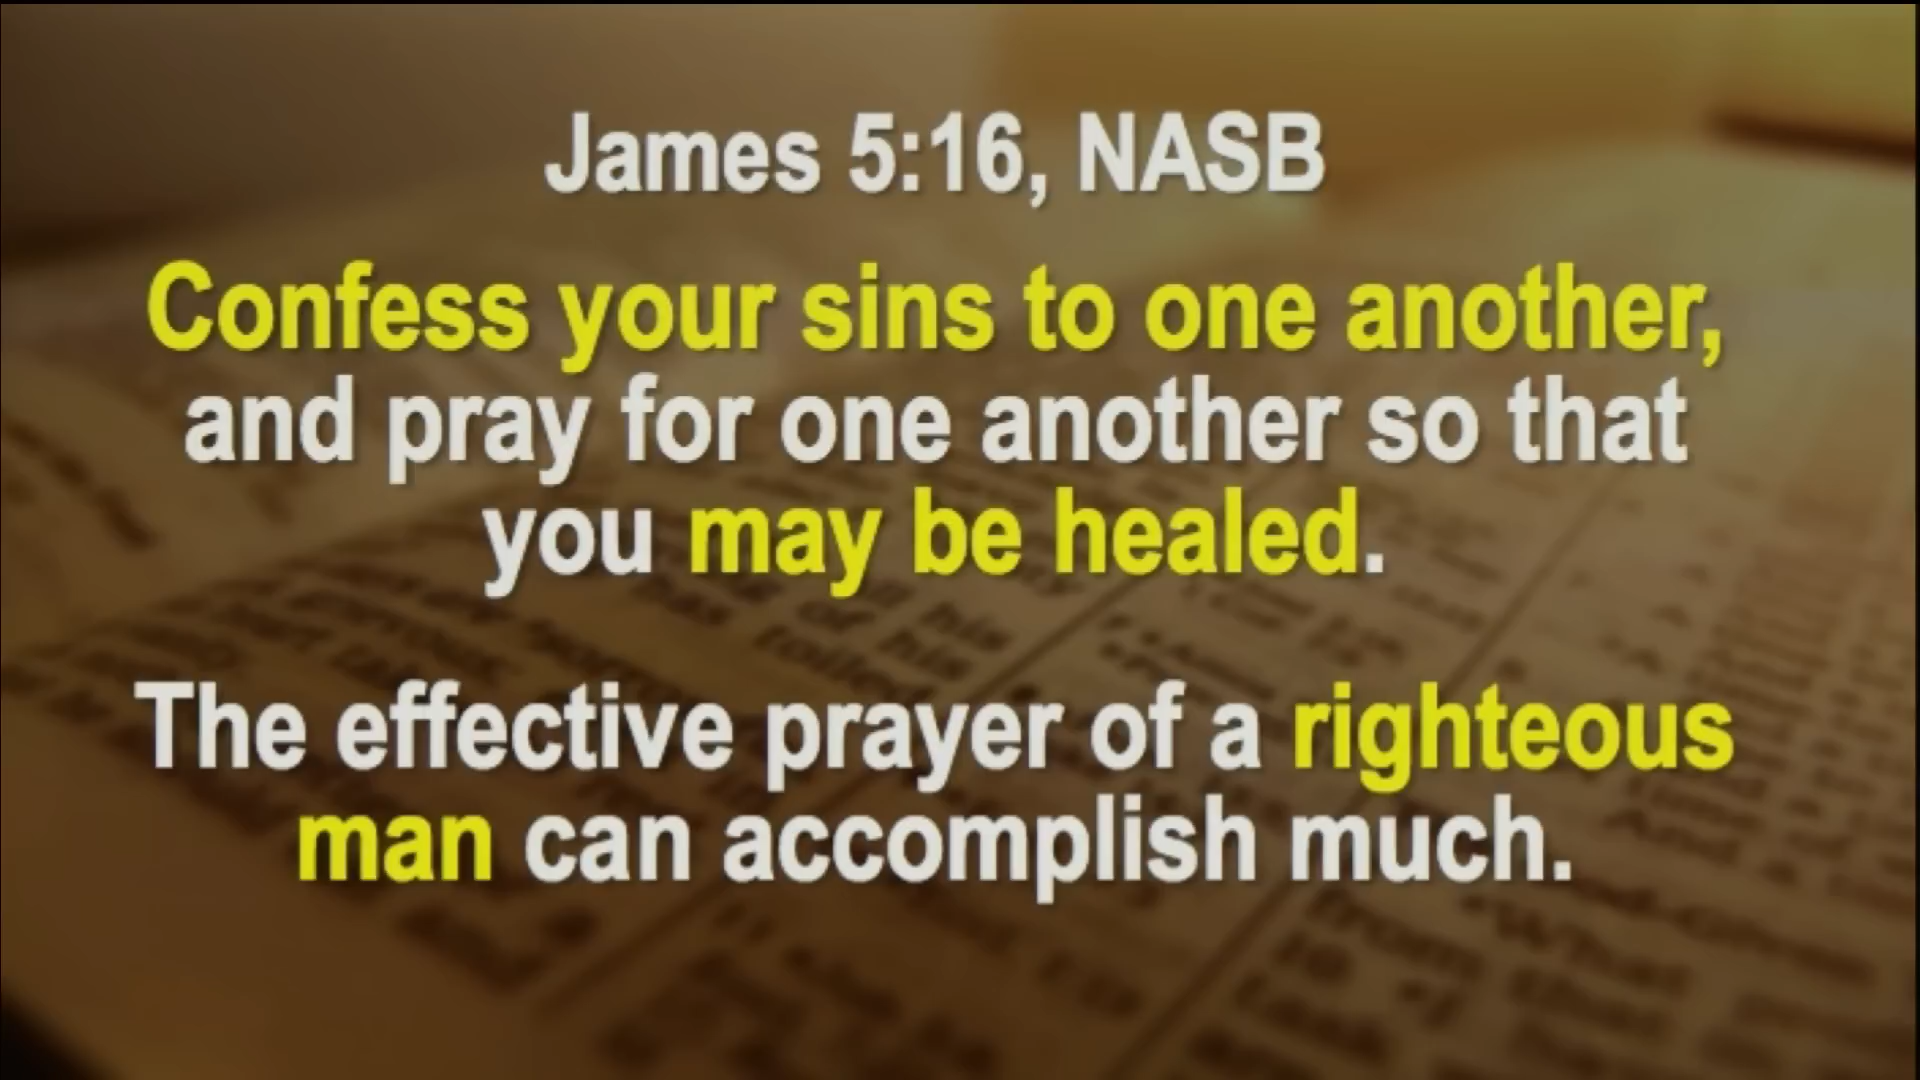 James 5:16, NASB
Confess your sins to one another,
and pray for one another so that
you may be healed.
The effective prayer of a righteous
man can accomplish much.